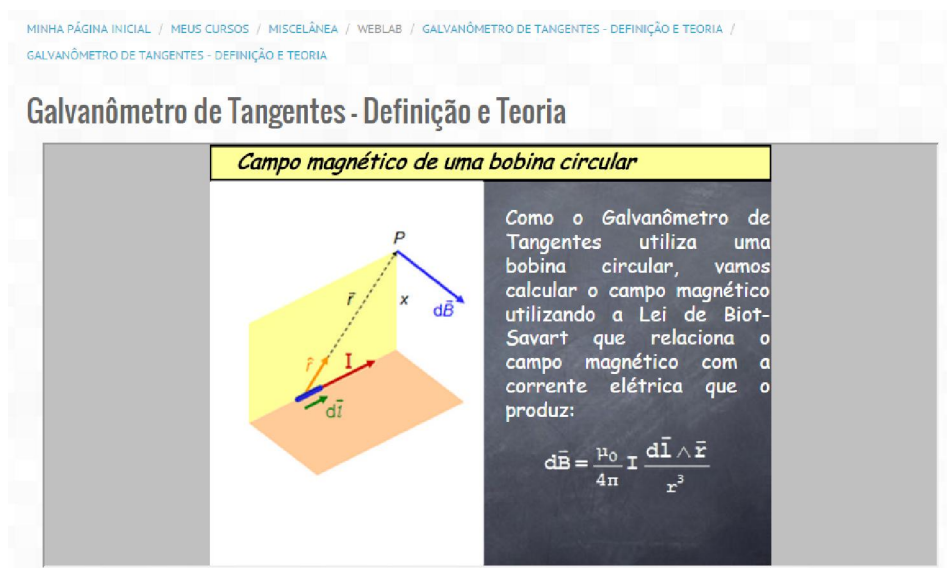 MINHA PÁGINA INICIAL / MEUS CURSOS / MISCELÂNEA / WEBLAB / GALVANÔMETRO DE TANGENTES - DEFINIÇÃO E TEORIA /
GALVANÔMETRO DE TANGENTES - DEFINIÇÃO E TEORIA
Galvanômetro de Tangentes - Definição e Teoria
Campo magnético de uma bobina circular
Como o Galvanômetro de
Tangentes utiliza uma
bobina circular, vamos
calcular o campo magnético
utilizando a Lei de Biot-
Savart que relaciona o
campo magnético com a
corrente elétrica que o
produz:
dB̄ = μ₀/4π I dl̄ ∧ r̄/r³
P
r̄
x
dB̄
r̂
I
dl̄